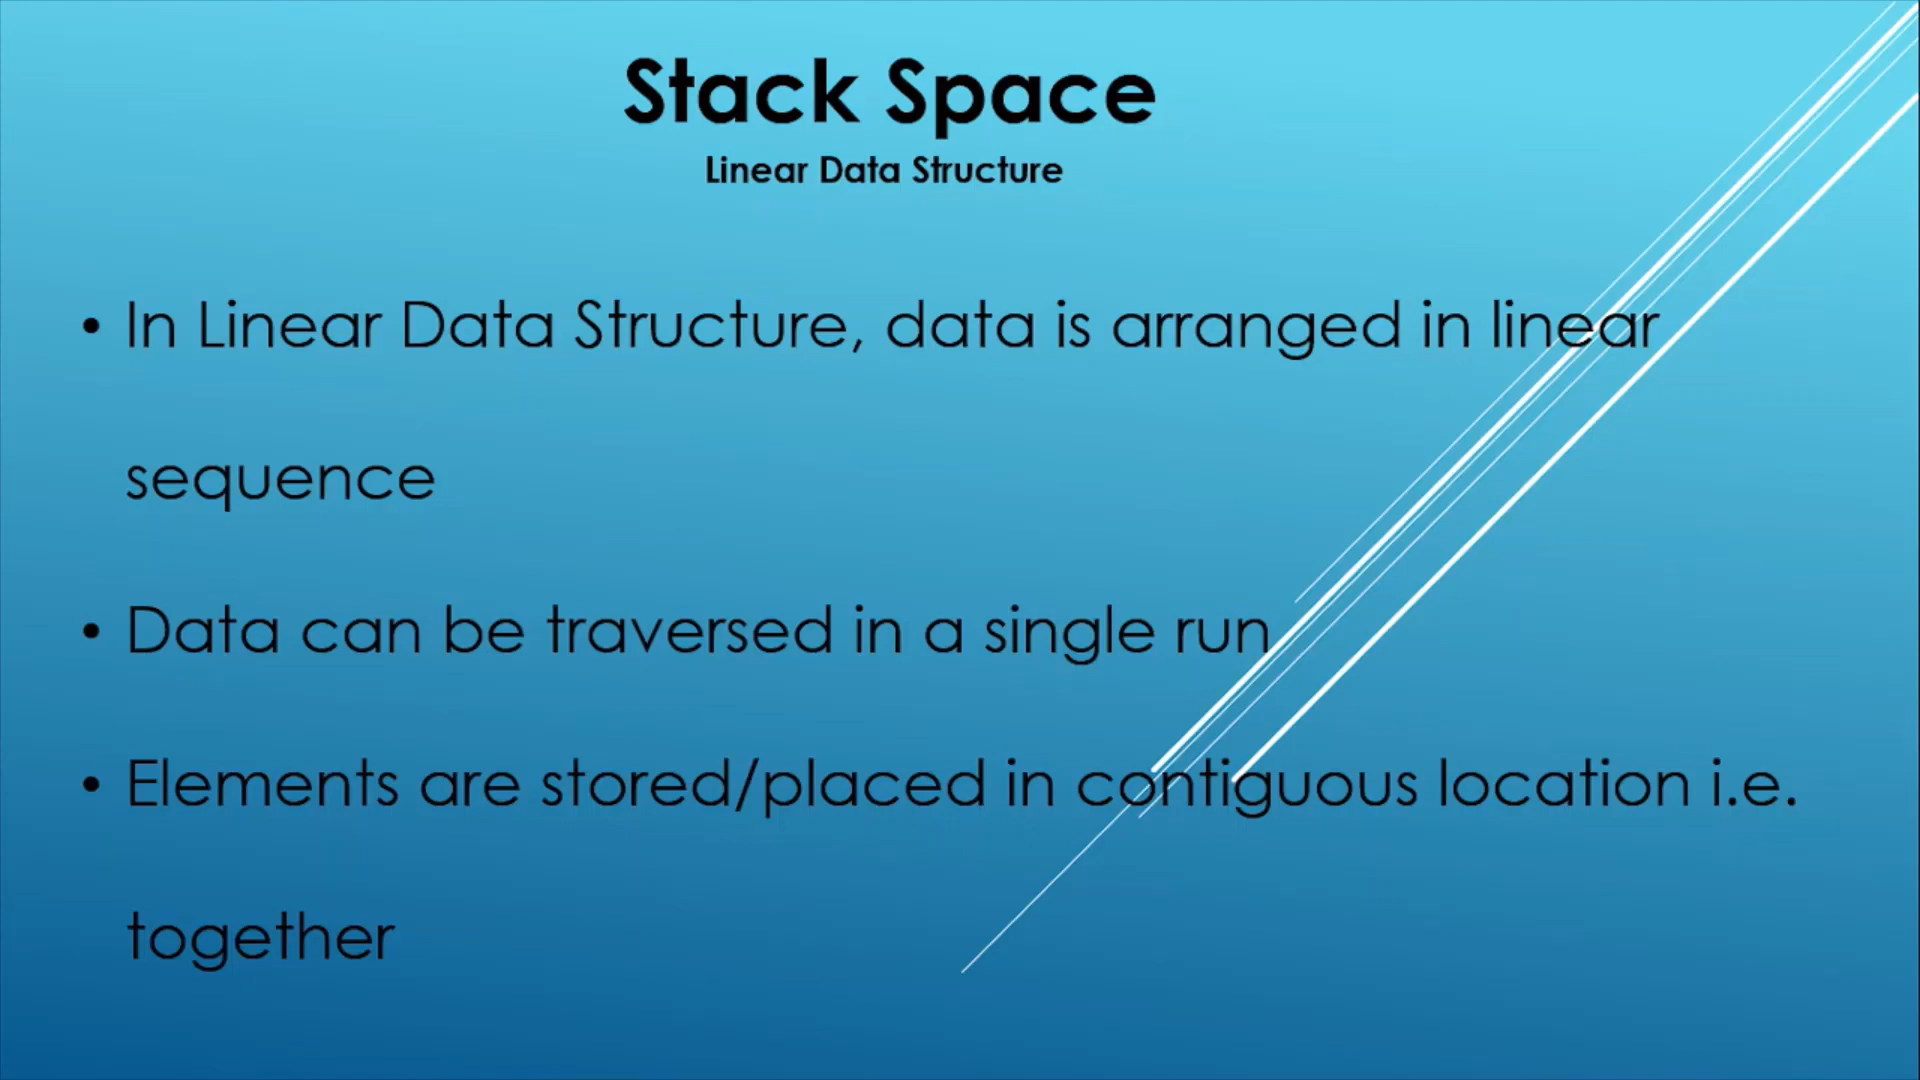 Stack Space
Linear Data Structure
• In Linear Data Structure, data is arranged in linear
sequence
• Data can be traversed in a single run
• Elements are stored/placed in contiguous location i.e.
together